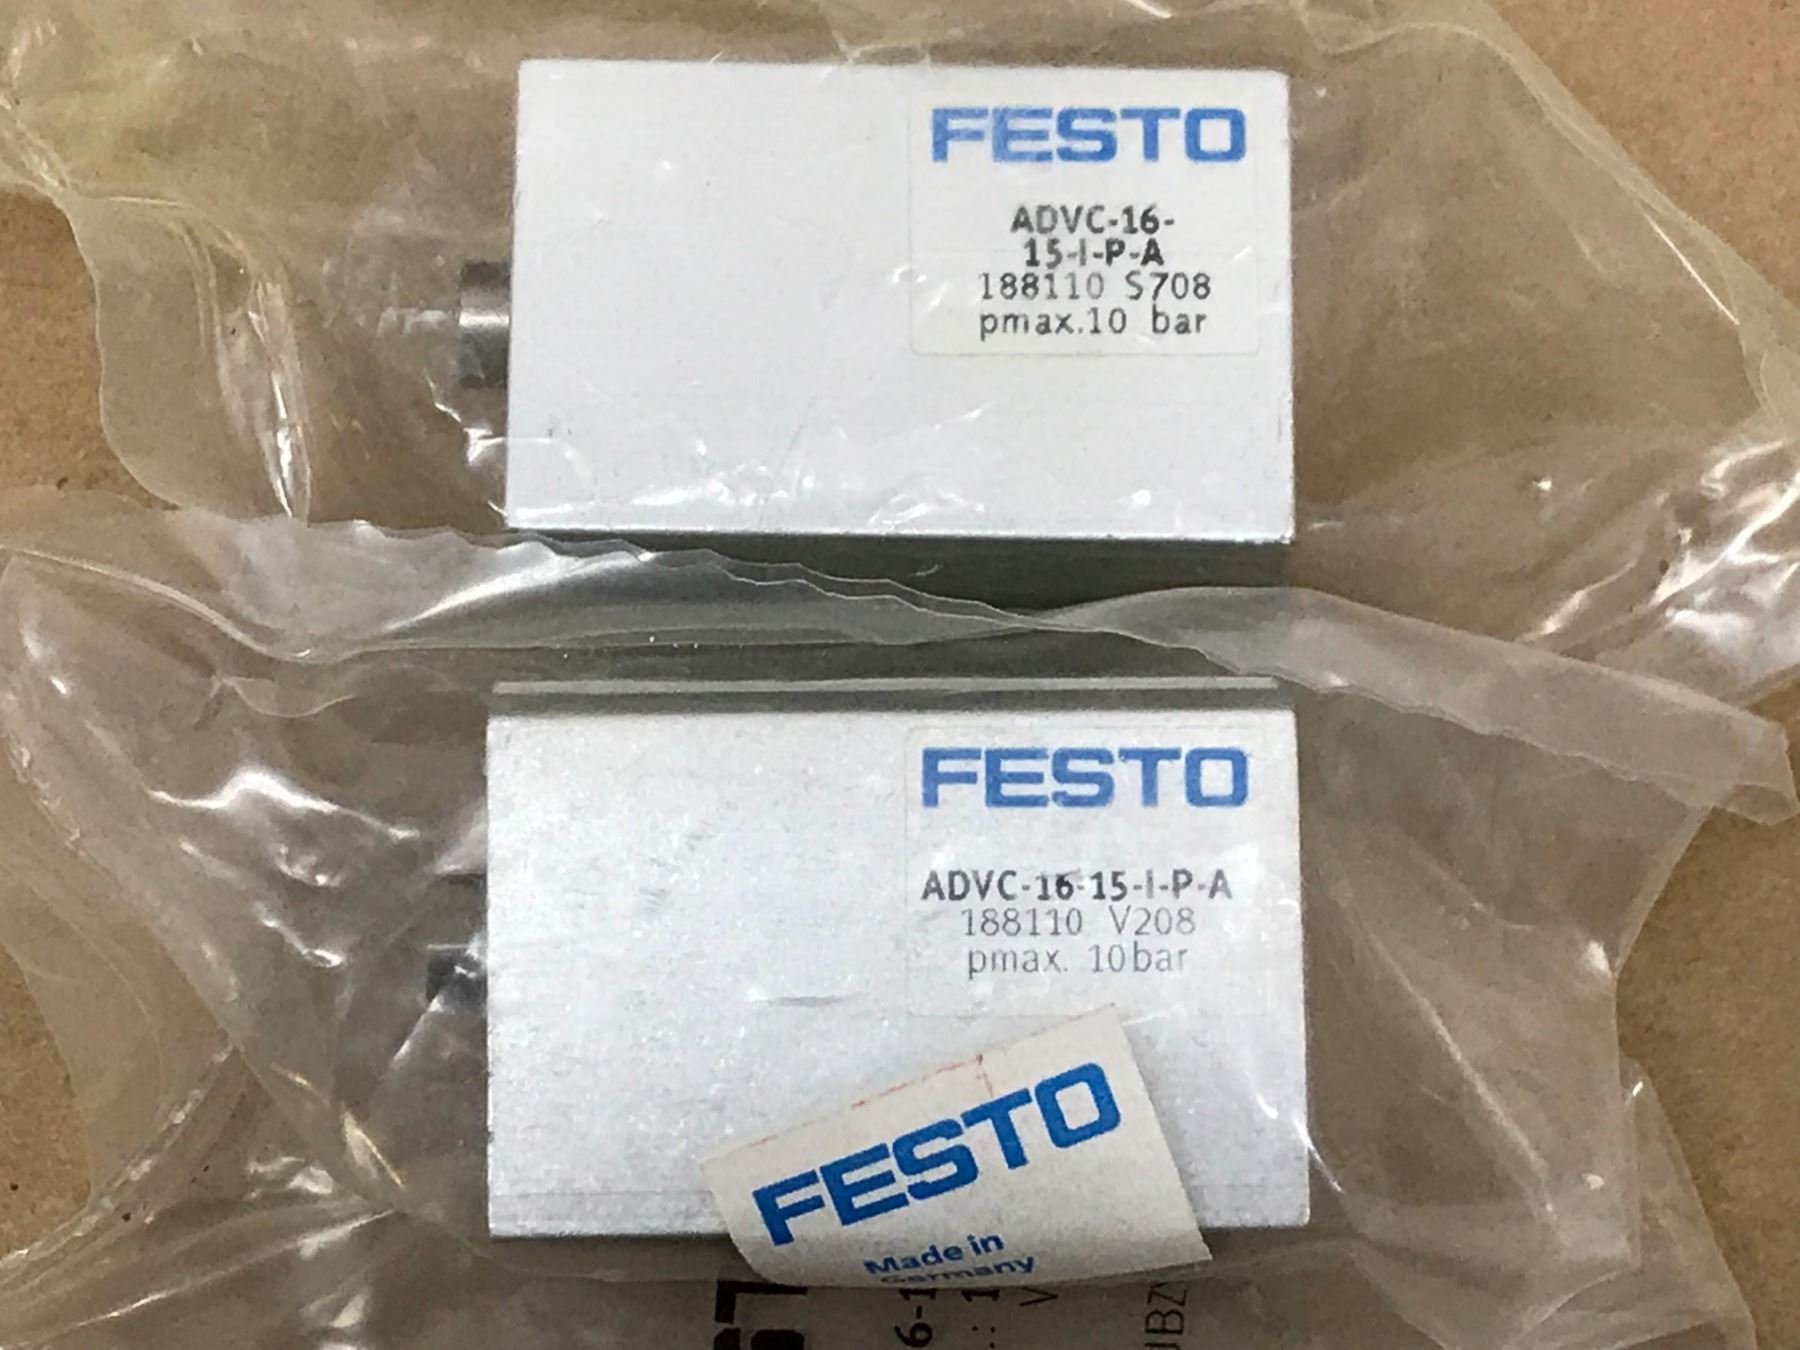 FESTO
ADVC-16-
15-I-P-A
188110 S708
pmax.10 bar
FESTO
ADVC-16-15-I-P-A
188110 V208
pmax. 10bar
FESTO
Made in
Germany